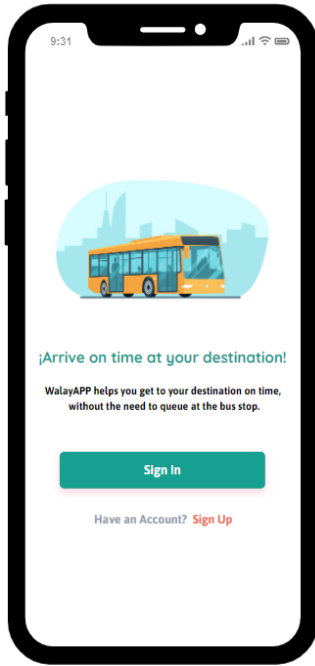 9:31
¡Arrive on time at your destination!
WalayAPP helps you get to your destination on time,
without the need to queue at the bus stop.
Sign In
Have an Account? Sign Up